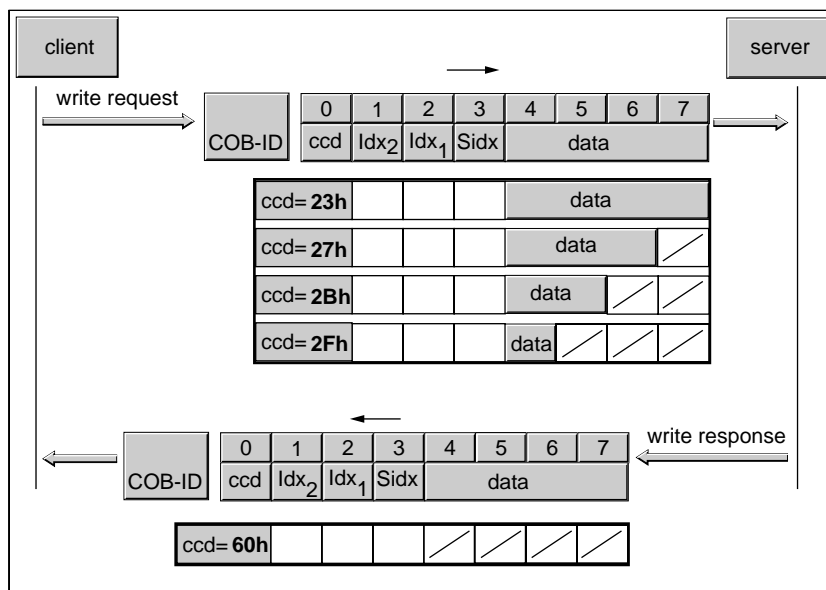 client
server
write request
COB-ID
0 1 2 3 4 5 6 7
ccd Idx2 Idx1 Sidx data
ccd= 23h data
ccd= 27h data
ccd= 2Bh data
ccd= 2Fh data
write response
COB-ID
0 1 2 3 4 5 6 7
ccd Idx2 Idx1 Sidx data
ccd= 60h